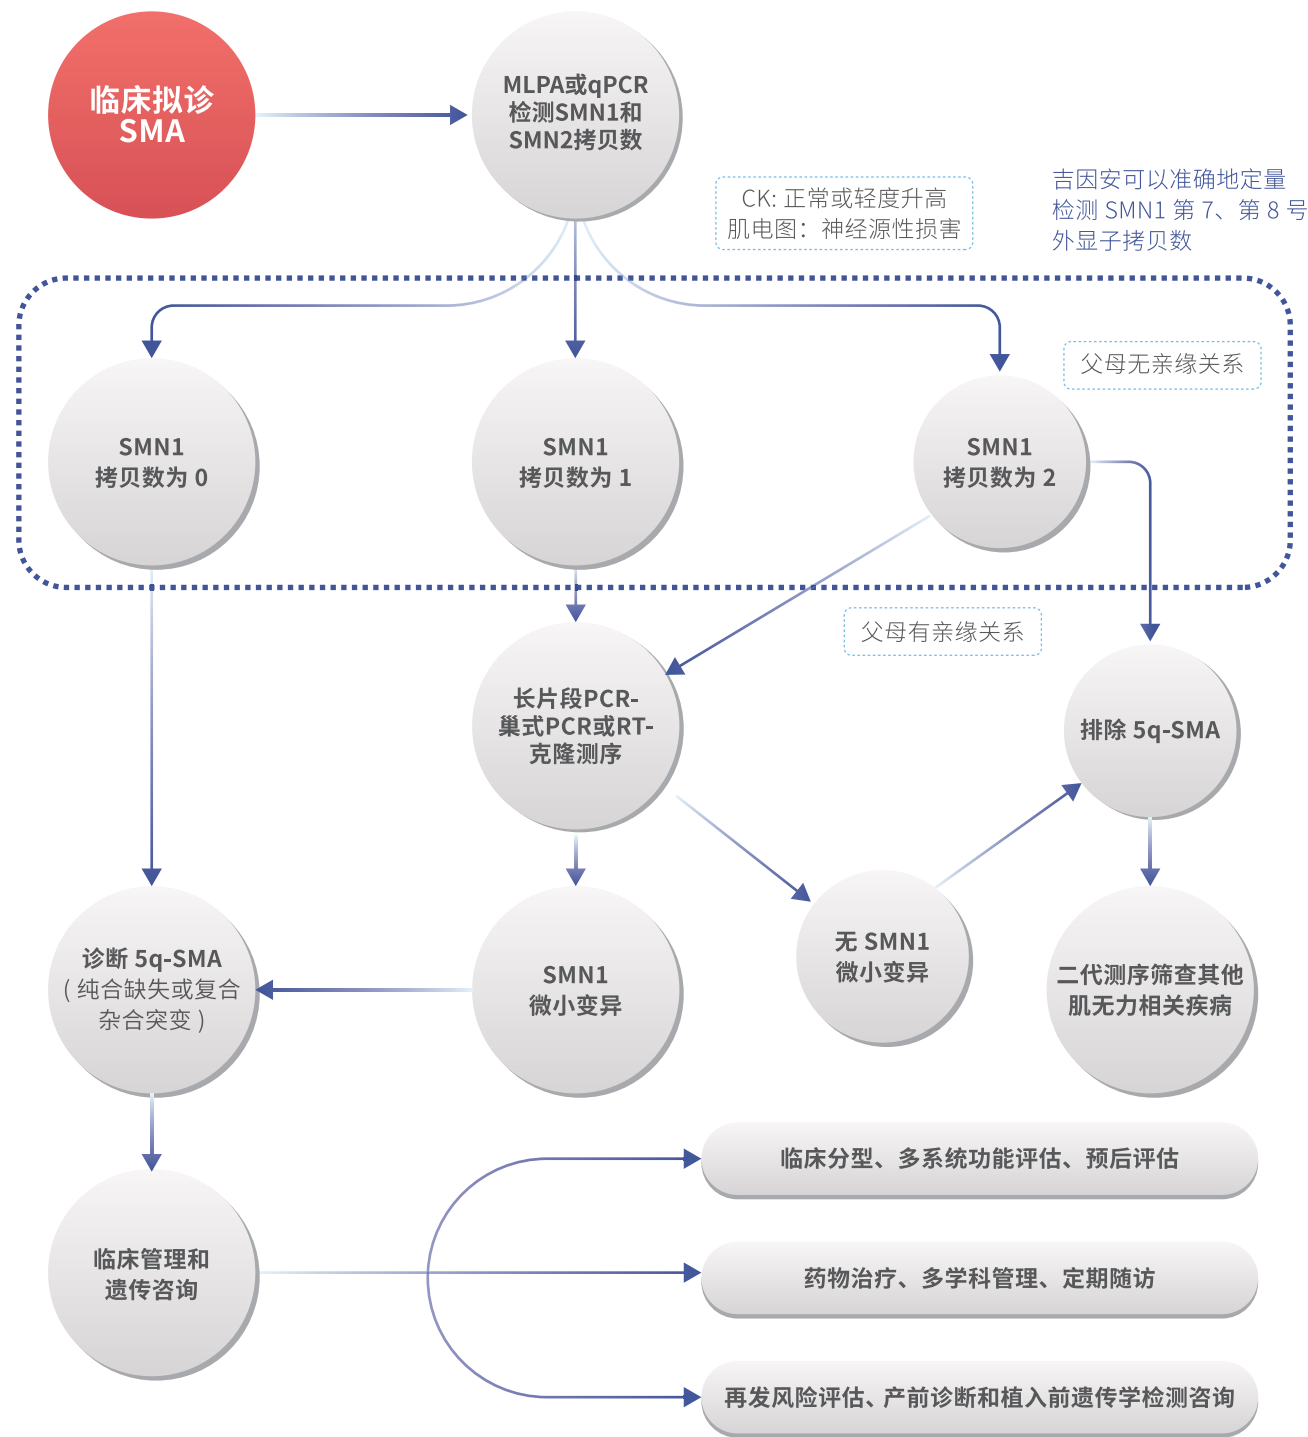 临床拟诊
SMA
MLPA或qPCR
检测SMN1和
SMN2拷贝数
CK: 正常或轻度升高
肌电图：神经源性损害
吉因安可以准确地定量
检测 SMN1 第 7、第 8 号
外显子拷贝数
SMN1
拷贝数为 0
SMN1
拷贝数为 1
SMN1
拷贝数为 2
父母无亲缘关系
父母有亲缘关系
长片段PCR-
巢式PCR或RT-
克隆测序
排除 5q-SMA
诊断 5q-SMA
( 纯合缺失或复合
杂合突变 )
SMN1
微小变异
无 SMN1
微小变异
二代测序筛查其他
肌无力相关疾病
临床管理和
遗传咨询
临床分型、多系统功能评估、预后评估
药物治疗、多学科管理、定期随访
再发风险评估、产前诊断和植入前遗传学检测咨询